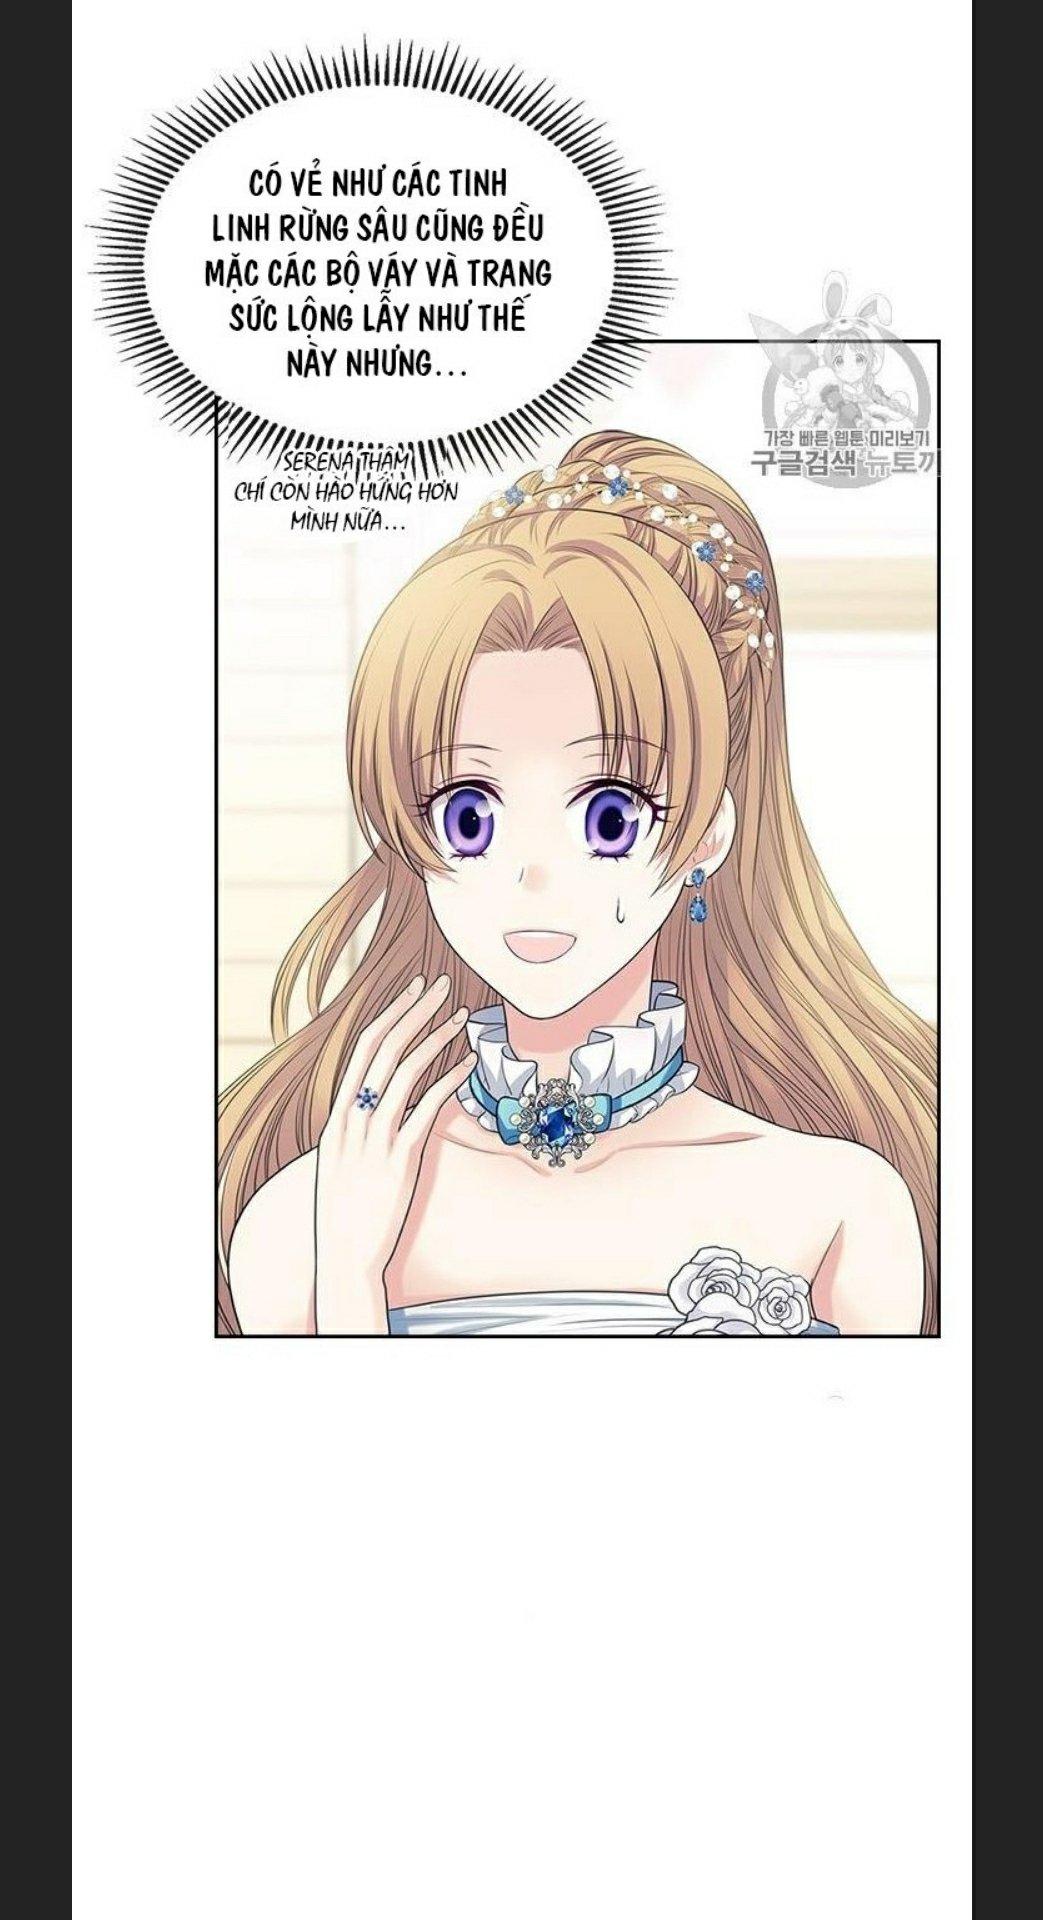 CÓ VẺ NHƯ CÁC TINH
LINH RỪNG SÂU CŨNG ĐỀU
MẶC CÁC BỘ VÁY VÀ TRANG
SỨC LỘNG LẪY NHƯ THẾ
NÀY NHƯNG...
SERENA THẬM
CHÍ CÒN HÀO HỨNG HƠN
MÌNH NỮA...
가장 빠른 웹툰 미리보기
구글검색 뉴토끼